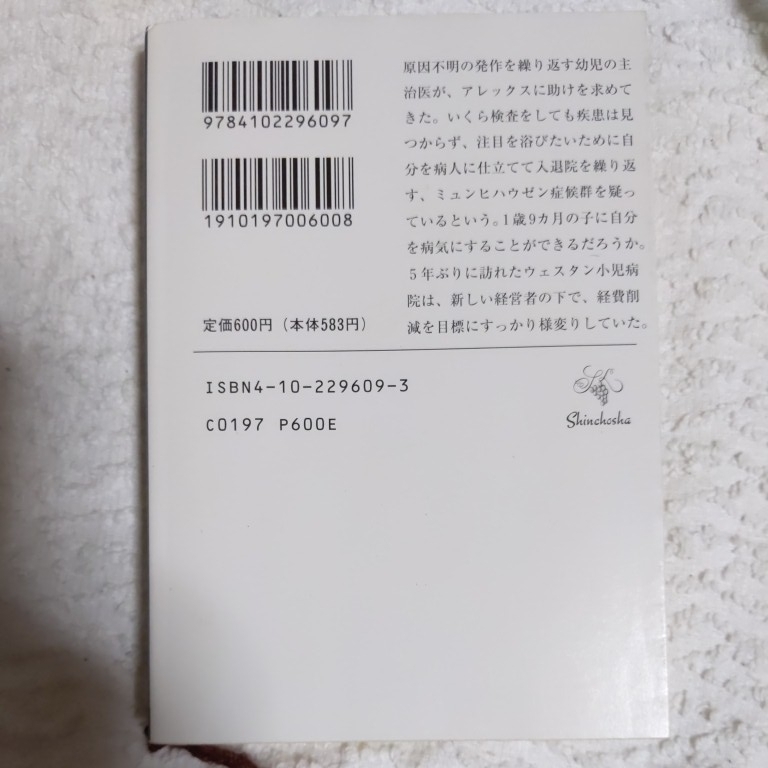 9784102296097
1910197006008
定価600円(本体583円)
原因不明の発作を繰り返す幼児の主
治医が、アレックスに助けを求めて
きた。いくら検査をしても疾患は見
つからず、注目を浴びたいために自
分を病人に仕立てて入退院を繰り返
す、ミュンヒハウゼン症候群を疑っ
ているという。1歳9カ月の子に自分
を病気にすることができるだろうか。
5年ぶりに訪れたウェスタン小児病
院は、新しい経営者の下で、経費削
減を目標にすっかり様変りしていた。
ISBN4-10-229609-3
C0197 P600E
Shinchosha